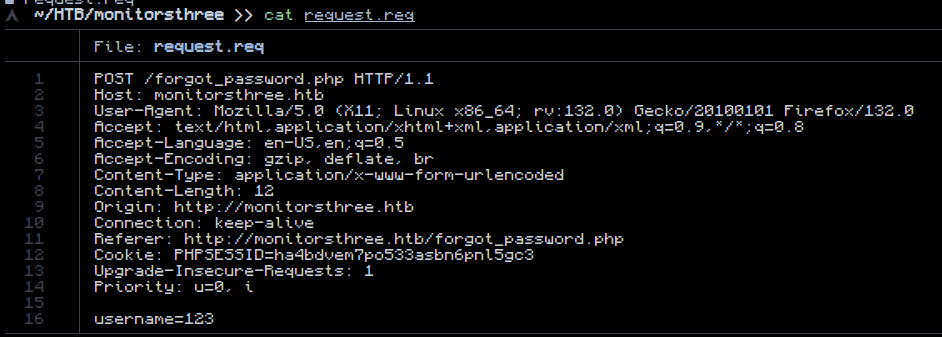 request.req
~/HTB/monitorsthree >> cat request.req
File: request.req
1 POST /forgot_password.php HTTP/1.1
2 Host: monitorsthree.htb
3 User-Agent: Mozilla/5.0 (X11; Linux x86_64; rv:132.0) Gecko/20100101 Firefox/132.0
4 Accept: text/html,application/xhtml+xml,application/xml;q=0.9,*/*;q=0.8
5 Accept-Language: en-US,en;q=0.5
6 Accept-Encoding: gzip, deflate, br
7 Content-Type: application/x-www-form-urlencoded
8 Content-Length: 12
9 Origin: http://monitorsthree.htb
10 Connection: keep-alive
11 Referer: http://monitorsthree.htb/forgot_password.php
12 Cookie: PHPSESSID=ha4bdvem7po533asbn6pnl5gc3
13 Upgrade-Insecure-Requests: 1
14 Priority: u=0, i
15
16 username=123